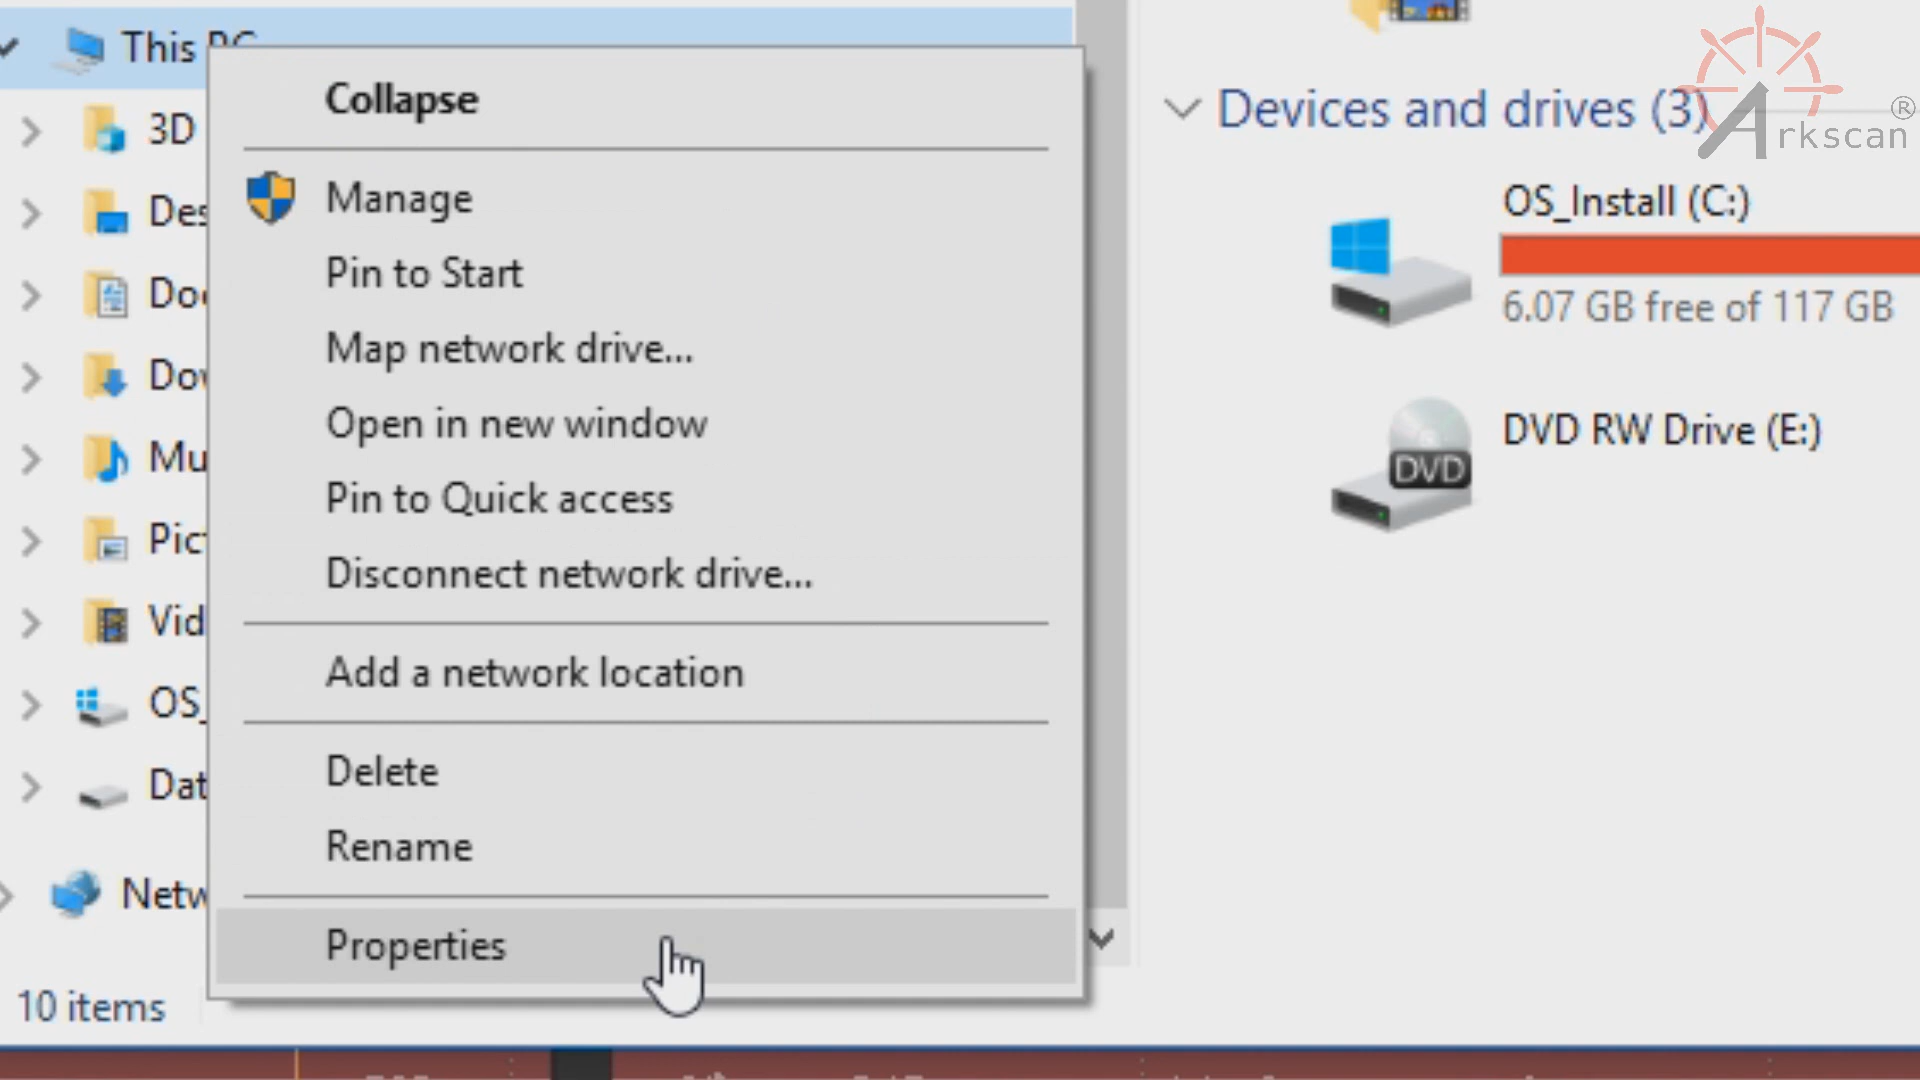 This PC
3D
Des
Doc
Dow
Mu
Pict
Vid
OS_
Dat
Netw
10 items
Collapse
Manage
Pin to Start
Map network drive...
Open in new window
Pin to Quick access
Disconnect network drive...
Add a network location
Delete
Rename
Properties
Devices and drives (3)
OS_Install (C:)
6.07 GB free of 117 GB
DVD RW Drive (E:)
DVD
Arkscan®